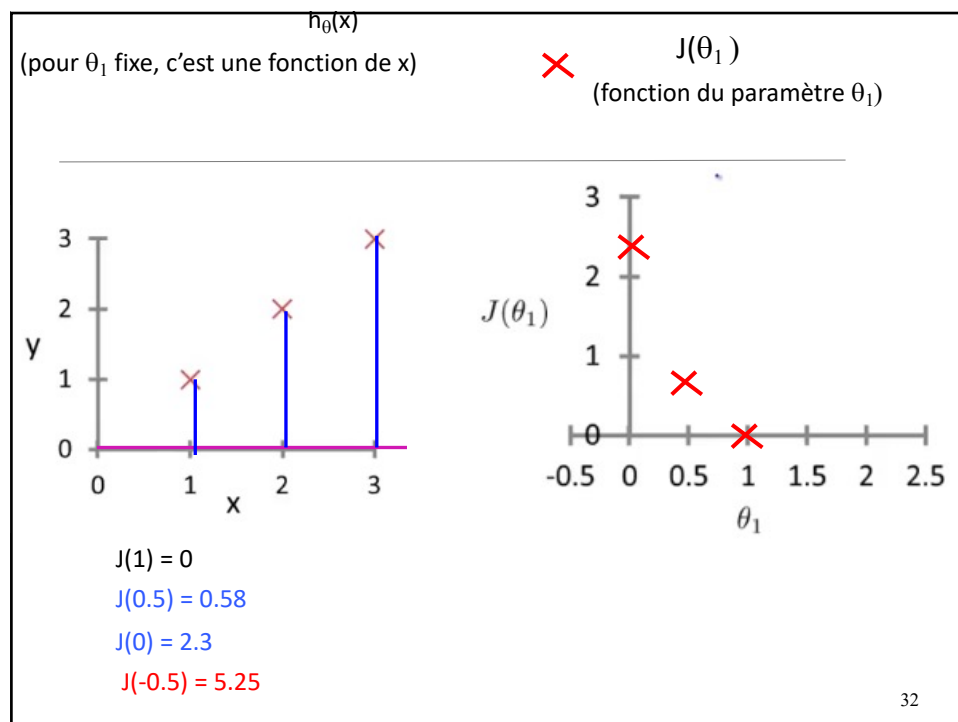 hθ(x)
(pour θ1 fixe, c’est une fonction de x)
J(θ1 )
(fonction du paramètre θ1)
3
2
y
1
0
0 1 2 3
x
3
2
J(θ1)
1
0
-0.5 0 0.5 1 1.5 2 2.5
θ1
J(1) = 0
J(0.5) = 0.58
J(0) = 2.3
J(-0.5) = 5.25
32